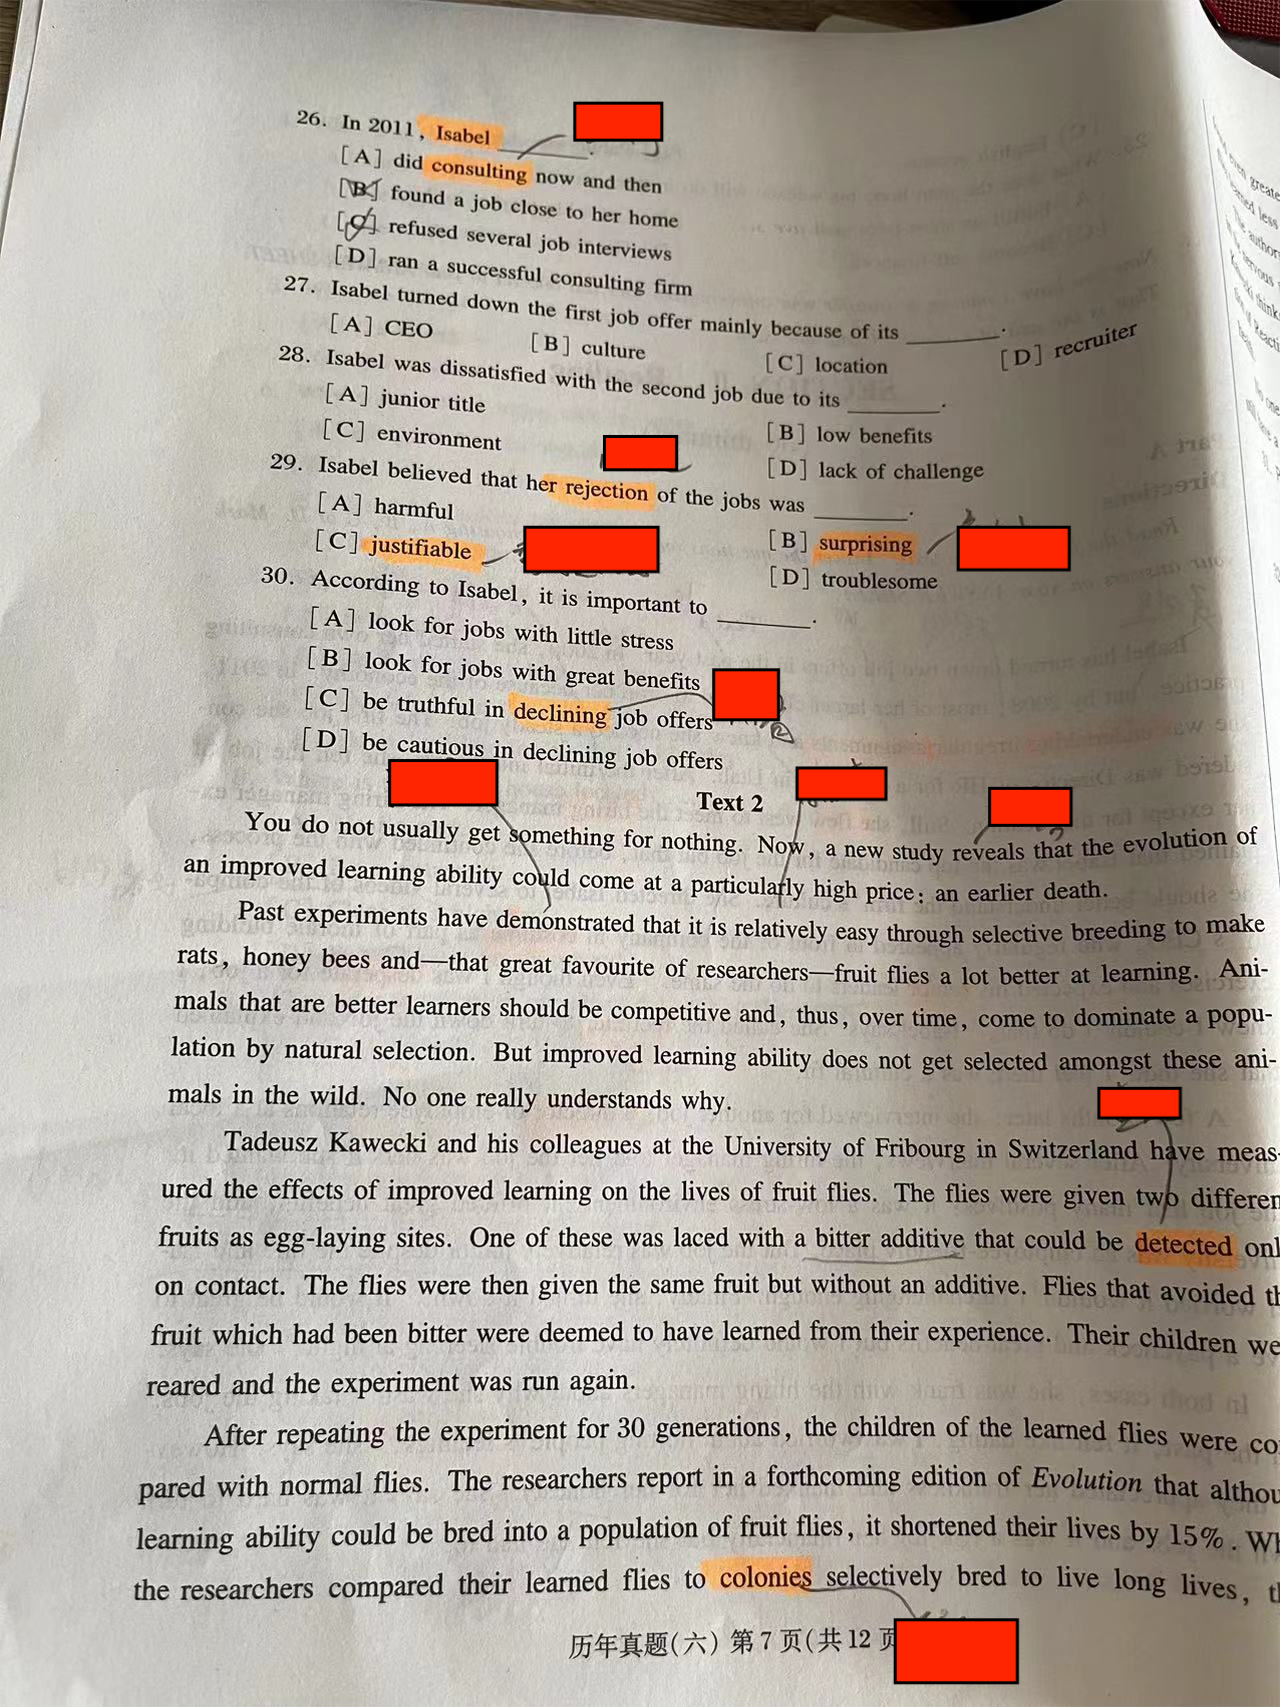 26. In 2011, Isabel ________.
[A] did consulting now and then
[B] found a job close to her home
[C] refused several job interviews
[D] ran a successful consulting firm
27. Isabel turned down the first job offer mainly because of its ________.
[A] CEO [B] culture [C] location [D] recruiter
28. Isabel was dissatisfied with the second job due to its ________.
[A] junior title [B] low benefits
[C] environment [D] lack of challenge
29. Isabel believed that her rejection of the jobs was ________.
[A] harmful [B] surprising
[C] justifiable [D] troublesome
30. According to Isabel, it is important to ________.
[A] look for jobs with little stress
[B] look for jobs with great benefits
[C] be truthful in declining job offers
[D] be cautious in declining job offers
Text 2
You do not usually get something for nothing. Now, a new study reveals that the evolution of
an improved learning ability could come at a particularly high price: an earlier death.
Past experiments have demonstrated that it is relatively easy through selective breeding to make
rats, honey bees and—that great favourite of researchers—fruit flies a lot better at learning. Ani-
mals that are better learners should be competitive and, thus, over time, come to dominate a popu-
lation by natural selection. But improved learning ability does not get selected amongst these ani-
mals in the wild. No one really understands why.
Tadeusz Kawecki and his colleagues at the University of Fribourg in Switzerland have meas-
ured the effects of improved learning on the lives of fruit flies. The flies were given two differen
fruits as egg-laying sites. One of these was laced with a bitter additive that could be detected onl
on contact. The flies were then given the same fruit but without an additive. Flies that avoided th
fruit which had been bitter were deemed to have learned from their experience. Their children we
reared and the experiment was run again.
After repeating the experiment for 30 generations, the children of the learned flies were co
pared with normal flies. The researchers report in a forthcoming edition of Evolution that althou
learning ability could be bred into a population of fruit flies, it shortened their lives by 15%. Wh
the researchers compared their learned flies to colonies selectively bred to live long lives, th
历年真题(六) 第7页(共12页